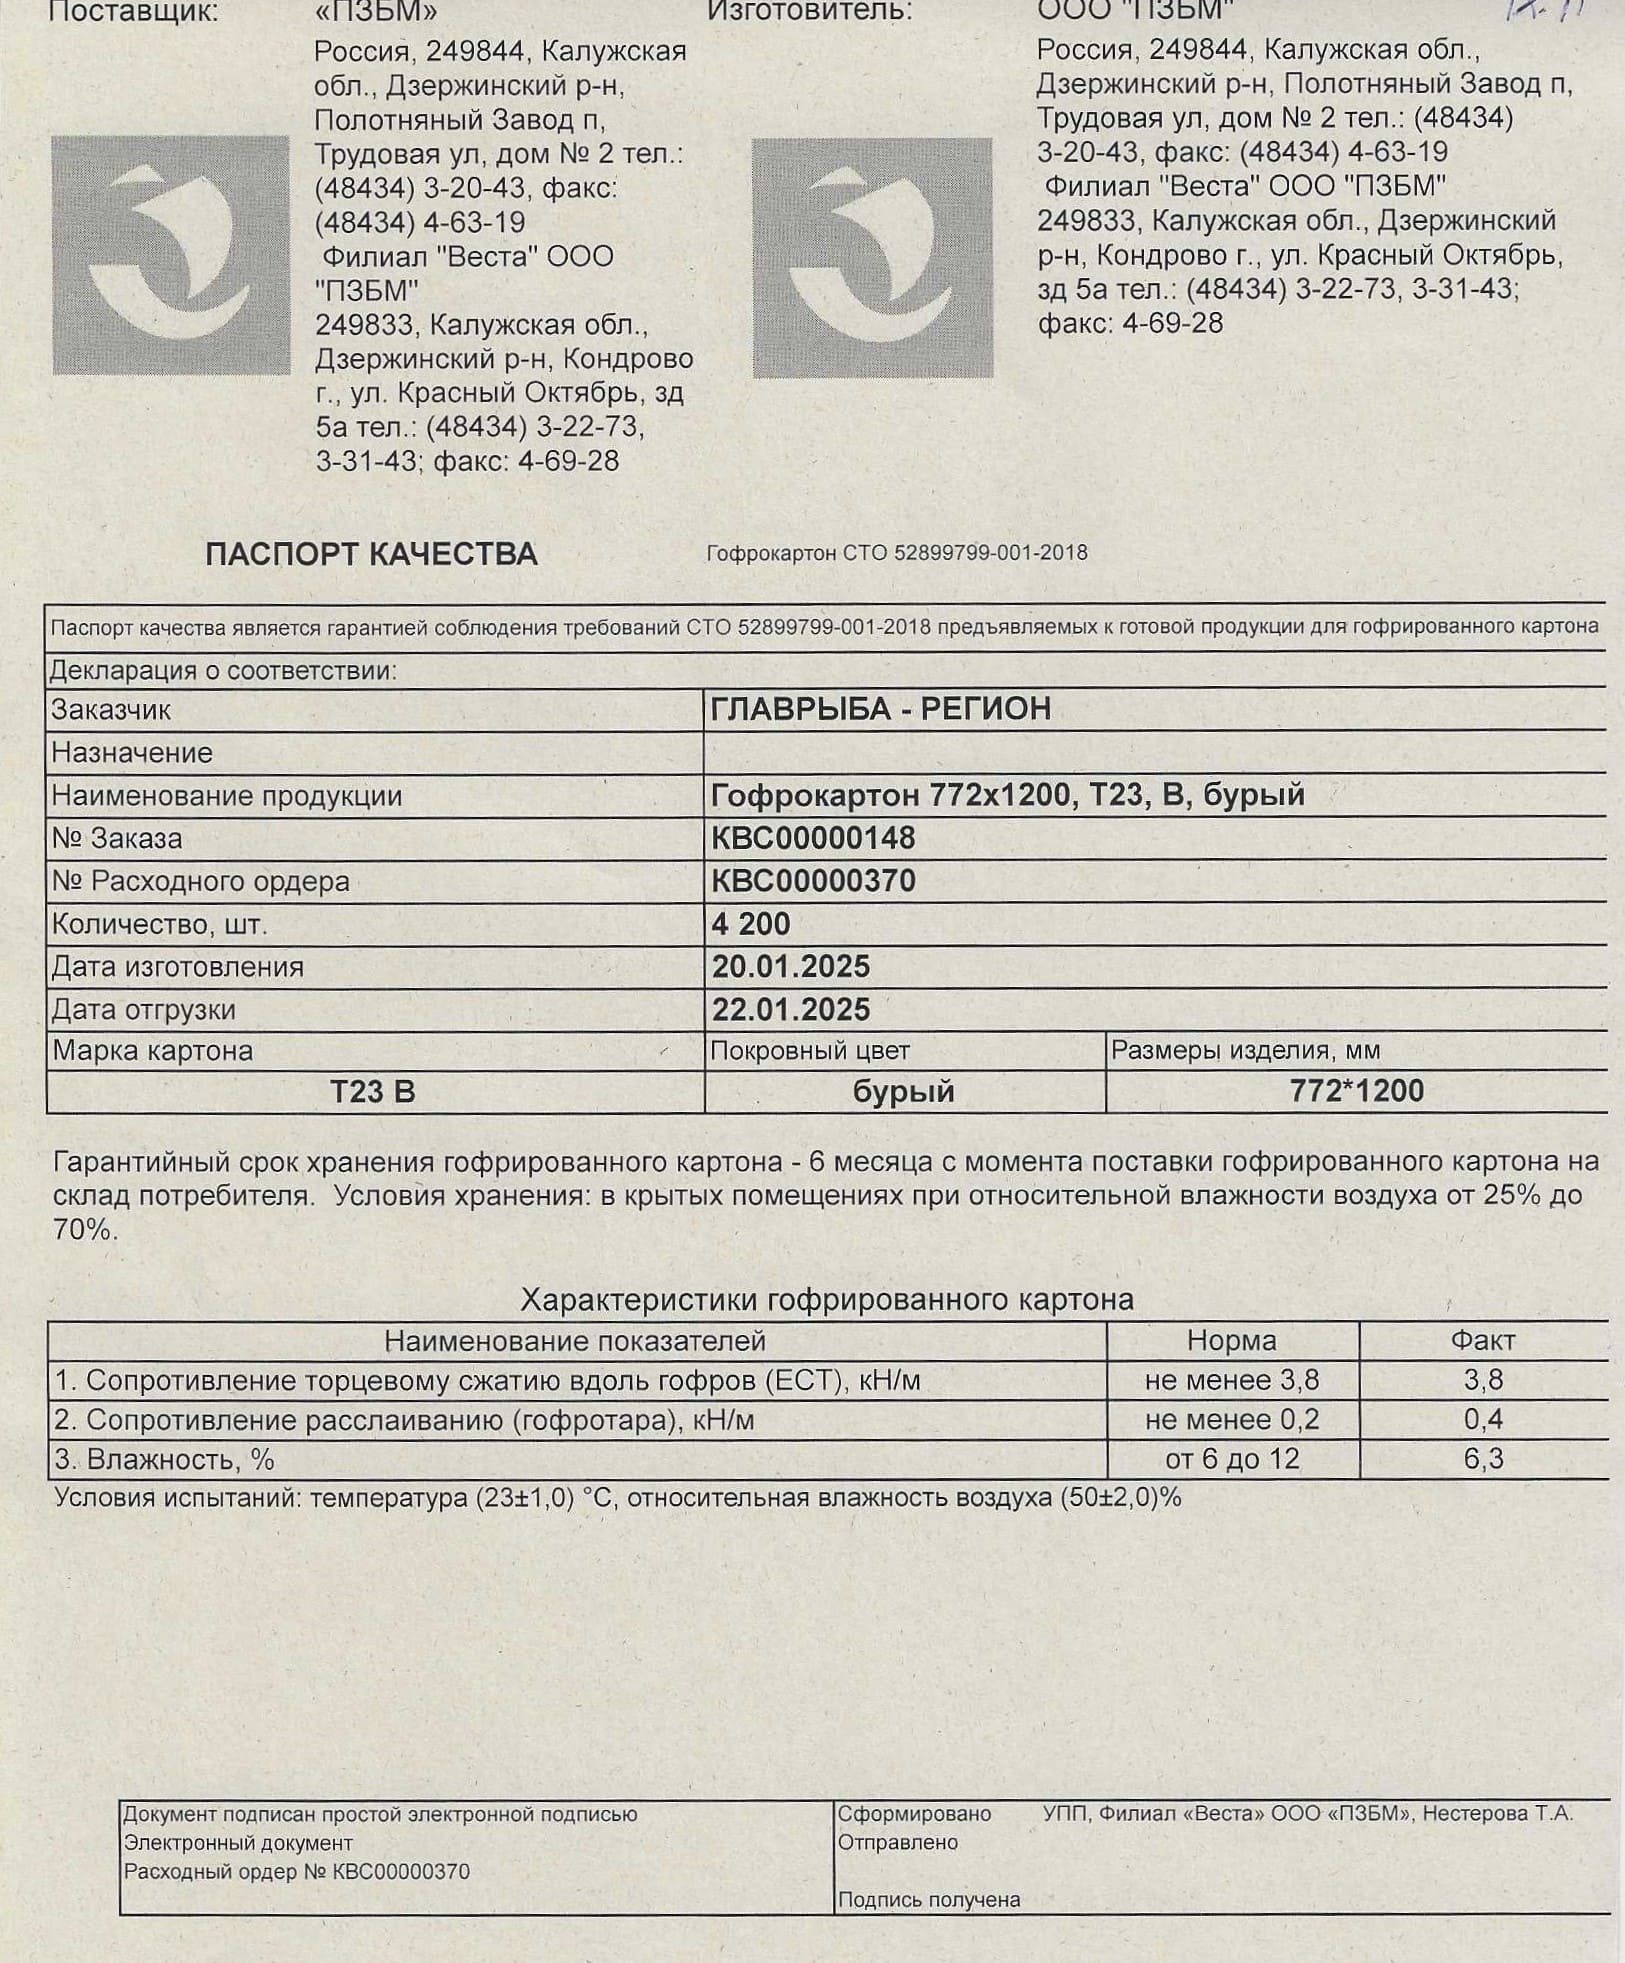 Поставщик:
«ПЗБМ»
Россия, 249844, Калужская
обл., Дзержинский р-н,
Полотняный Завод п,
Трудовая ул, дом № 2 тел.:
(48434) 3-20-43, факс:
(48434) 4-63-19
Филиал "Веста" ООО
"ПЗБМ"
249833, Калужская обл.,
Дзержинский р-н, Кондрово
г., ул. Красный Октябрь, зд
5а тел.: (48434) 3-22-73,
3-31-43; факс: 4-69-28
Изготовитель:
ООО "ПЗБМ"
Россия, 249844, Калужская обл.,
Дзержинский р-н, Полотняный Завод п,
Трудовая ул, дом № 2 тел.: (48434)
3-20-43, факс: (48434) 4-63-19
Филиал "Веста" ООО "ПЗБМ"
249833, Калужская обл., Дзержинский
р-н, Кондрово г., ул. Красный Октябрь,
зд 5а тел.: (48434) 3-22-73, 3-31-43;
факс: 4-69-28
ПАСПОРТ КАЧЕСТВА
Гофрокартон СТО 52899799-001-2018
Паспорт качества является гарантией соблюдения требований СТО 52899799-001-2018 предъявляемых к готовой продукции для гофрированного картона
Декларация о соответствии:
Заказчик ГЛАВРЫБА - РЕГИОН
Назначение
Наименование продукции Гофрокартон 772х1200, Т23, В, бурый
№ Заказа КВС00000148
№ Расходного ордера КВС00000370
Количество, шт. 4 200
Дата изготовления 20.01.2025
Дата отгрузки 22.01.2025
Марка картона Покровный цвет Размеры изделия, мм
Т23 В бурый 772*1200
Гарантийный срок хранения гофрированного картона - 6 месяца с момента поставки гофрированного картона на
склад потребителя. Условия хранения: в крытых помещениях при относительной влажности воздуха от 25% до
70%.
Характеристики гофрированного картона
Наименование показателей Норма Факт
1. Сопротивление торцевому сжатию вдоль гофров (ЕСТ), кН/м не менее 3,8 3,8
2. Сопротивление расслаиванию (гофротара), кН/м не менее 0,2 0,4
3. Влажность, % от 6 до 12 6,3
Условия испытаний: температура (23±1,0) °С, относительная влажность воздуха (50±2,0)%
Документ подписан простой электронной подписью
Электронный документ
Расходный ордер № КВС00000370
Сформировано УПП, Филиал «Веста» ООО «ПЗБМ», Нестерова Т.А.
Отправлено
Подпись получена